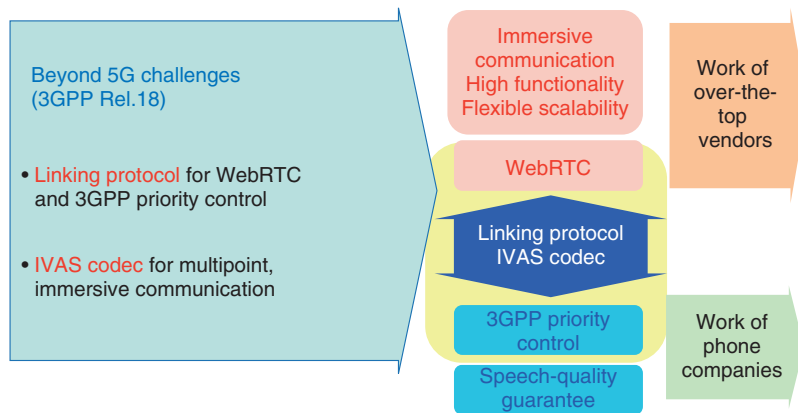 Beyond 5G challenges
(3GPP Rel.18)
• Linking protocol for WebRTC
and 3GPP priority control
• IVAS codec for multipoint,
immersive communication
Immersive
communication
High functionality
Flexible scalability
WebRTC
Linking protocol
IVAS codec
3GPP priority
control
Speech-quality
guarantee
Work of
over-the-
top
vendors
Work of
phone
companies